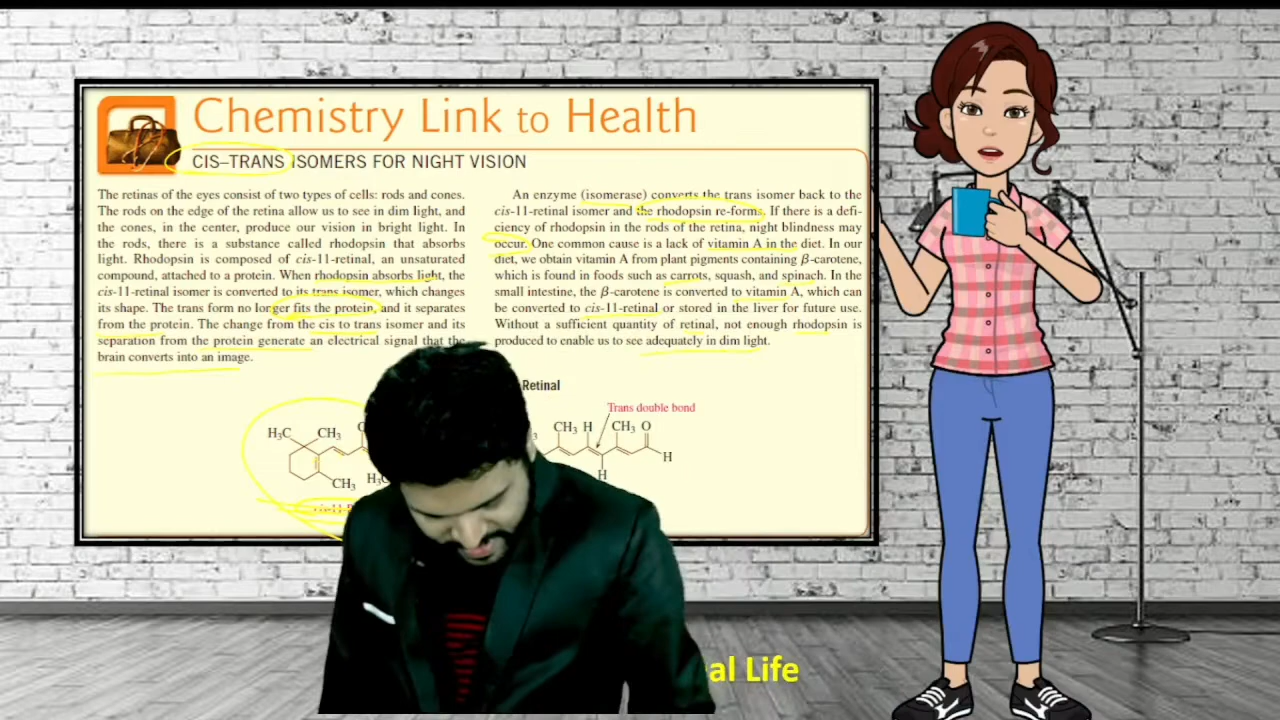 Chemistry Link to Health
CIS–TRANS ISOMERS FOR NIGHT VISION
The retinas of the eyes consist of two types of cells: rods and cones.
The rods on the edge of the retina allow us to see in dim light, and
the cones, in the center, produce our vision in bright light. In
the rods, there is a substance called rhodopsin that absorbs
light. Rhodopsin is composed of cis-11-retinal, an unsaturated
compound, attached to a protein. When rhodopsin absorbs light, the
cis-11-retinal isomer is converted to its trans isomer, which changes
its shape. The trans form no longer fits the protein, and it separates
from the protein. The change from the cis to trans isomer and its
separation from the protein generate an electrical signal that the
brain converts into an image.
An enzyme (isomerase) converts the trans isomer back to the
cis-11-retinal isomer and the rhodopsin re-forms. If there is a defi-
ciency of rhodopsin in the rods of the retina, night blindness may
occur. One common cause is a lack of vitamin A in the diet. In our
diet, we obtain vitamin A from plant pigments containing β-carotene,
which is found in foods such as carrots, squash, and spinach. In the
small intestine, the β-carotene is converted to vitamin A, which can
be converted to cis-11-retinal or stored in the liver for future use.
Without a sufficient quantity of retinal, not enough rhodopsin is
produced to enable us to see adequately in dim light.
Retinal
Trans double bond
H₃C CH₃
CH₃ H CH₃ O
H
CH₃ H₃C
H
cis-11-
al Life